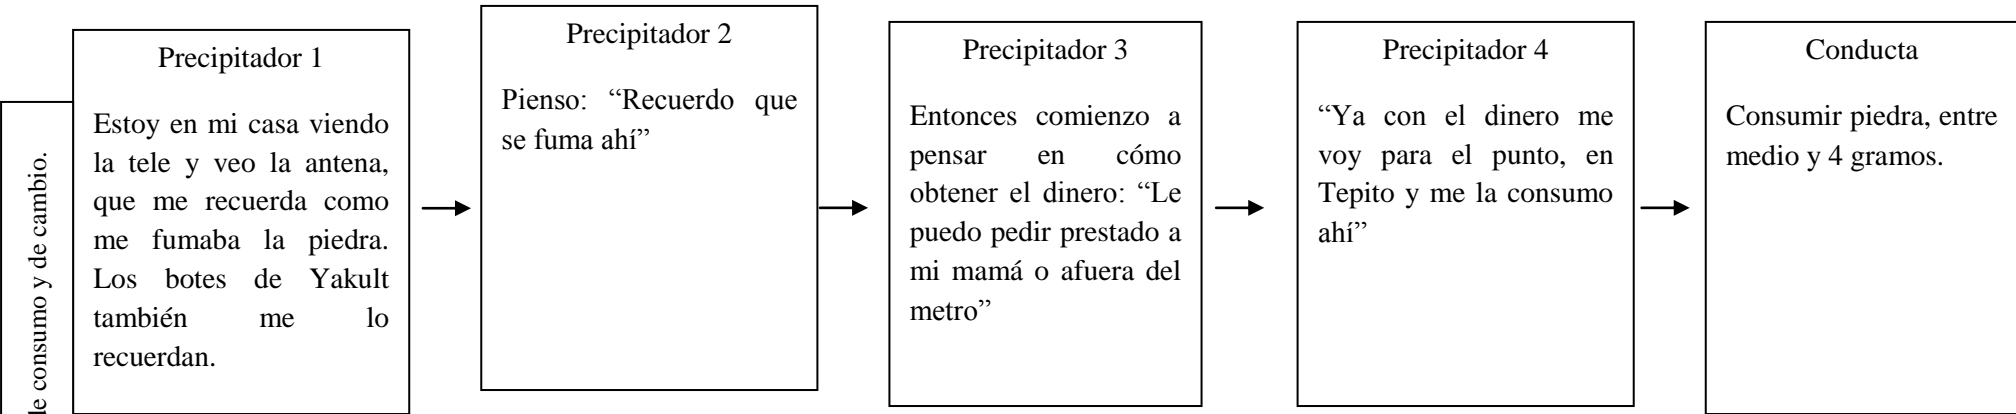 le consumo y de cambio.
Precipitador 1
Estoy en mi casa viendo
la tele y veo la antena,
que me recuerda como
me fumaba la piedra.
Los botes de Yakult
también me lo
recuerdan.
Precipitador 2
Pienso: “Recuerdo que
se fuma ahí”
Precipitador 3
Entonces comienzo a
pensar en cómo
obtener el dinero: “Le
puedo pedir prestado a
mi mamá o afuera del
metro”
Precipitador 4
“Ya con el dinero me
voy para el punto, en
Tepito y me la consumo
ahí”
Conducta
Consumir piedra, entre
medio y 4 gramos.